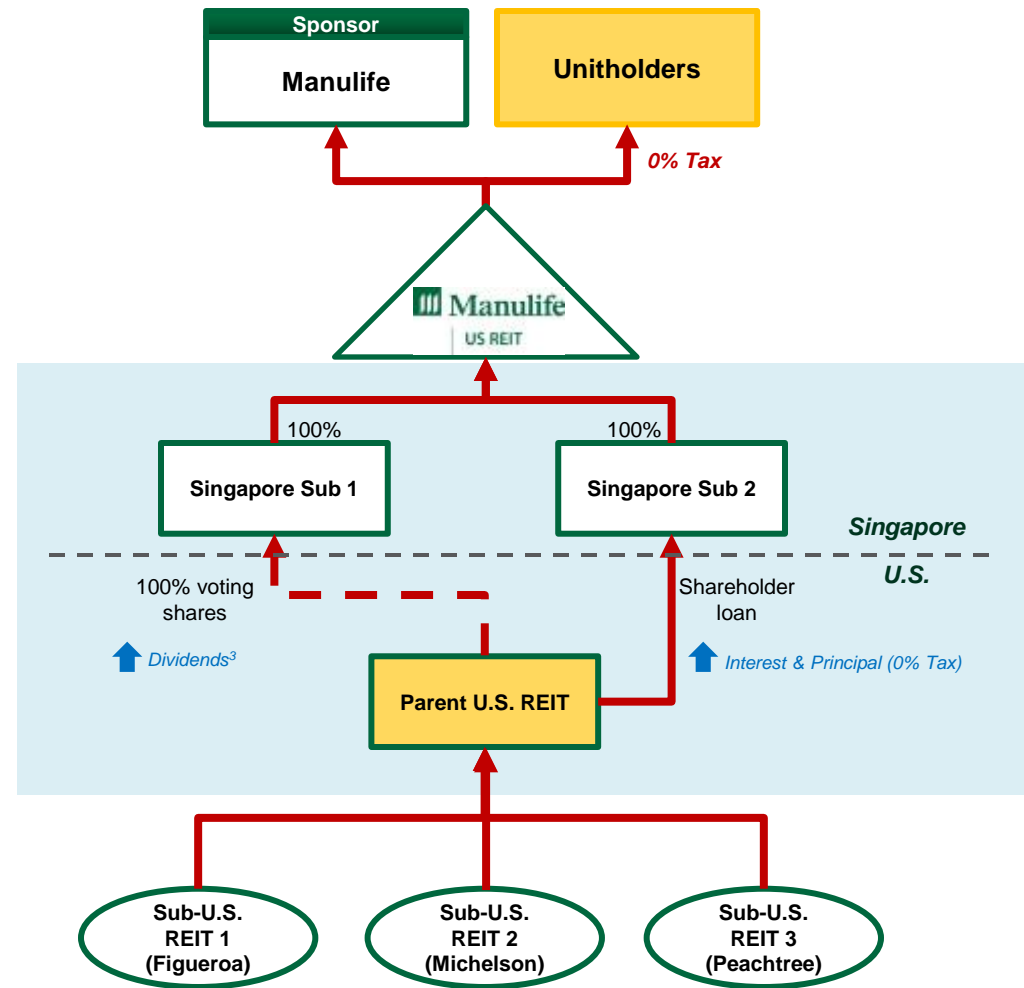 Sponsor
Manulife
Unitholders
0% Tax
Manulife
US REIT
100%
100%
Singapore Sub 1
Singapore Sub 2
Singapore
U.S.
100% voting
shares
Shareholder
loan
Dividends³
Interest & Principal (0% Tax)
Parent U.S. REIT
Sub-U.S.
REIT 1
(Figueroa)
Sub-U.S.
REIT 2
(Michelson)
Sub-U.S.
REIT 3
(Peachtree)